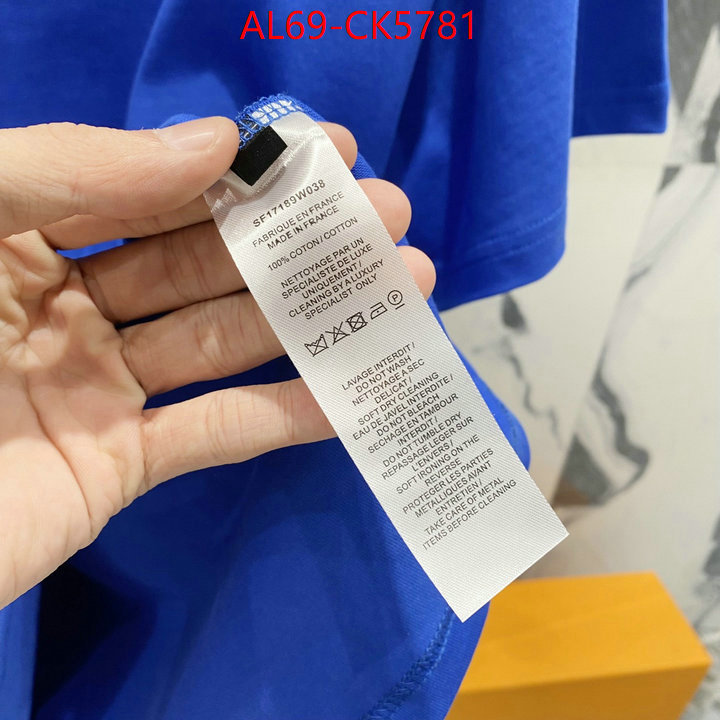 AL69-CK5781
SF17189W038
FABRIQUE EN FRANCE
MADE IN FRANCE
100% COTON/COTTON
NETTOYAGE PAR UN
SPECIALISTE DE LUXE
UNIQUEMENT /
CLEANING BY A LUXURY
SPECIALIST ONLY
P
LAVAGE INTERDIT /
DO NOT WASH
NETTOYAGE A SEC
DELICAT /
SOFT DRY CLEANING
EAU DE JAVEL INTERDITE /
DO NOT BLEACH
SECHAGE EN TAMBOUR
INTERDIT /
DO NOT TUMBLE DRY
REPASSAGE LEGER SUR
L'ENVERS /
SOFT IRONING ON THE
REVERSE
PROTEGER LES PARTIES
METALLIQUES AVANT
ENTRETIEN /
TAKE CARE OF METAL
ITEMS BEFORE CLEANING